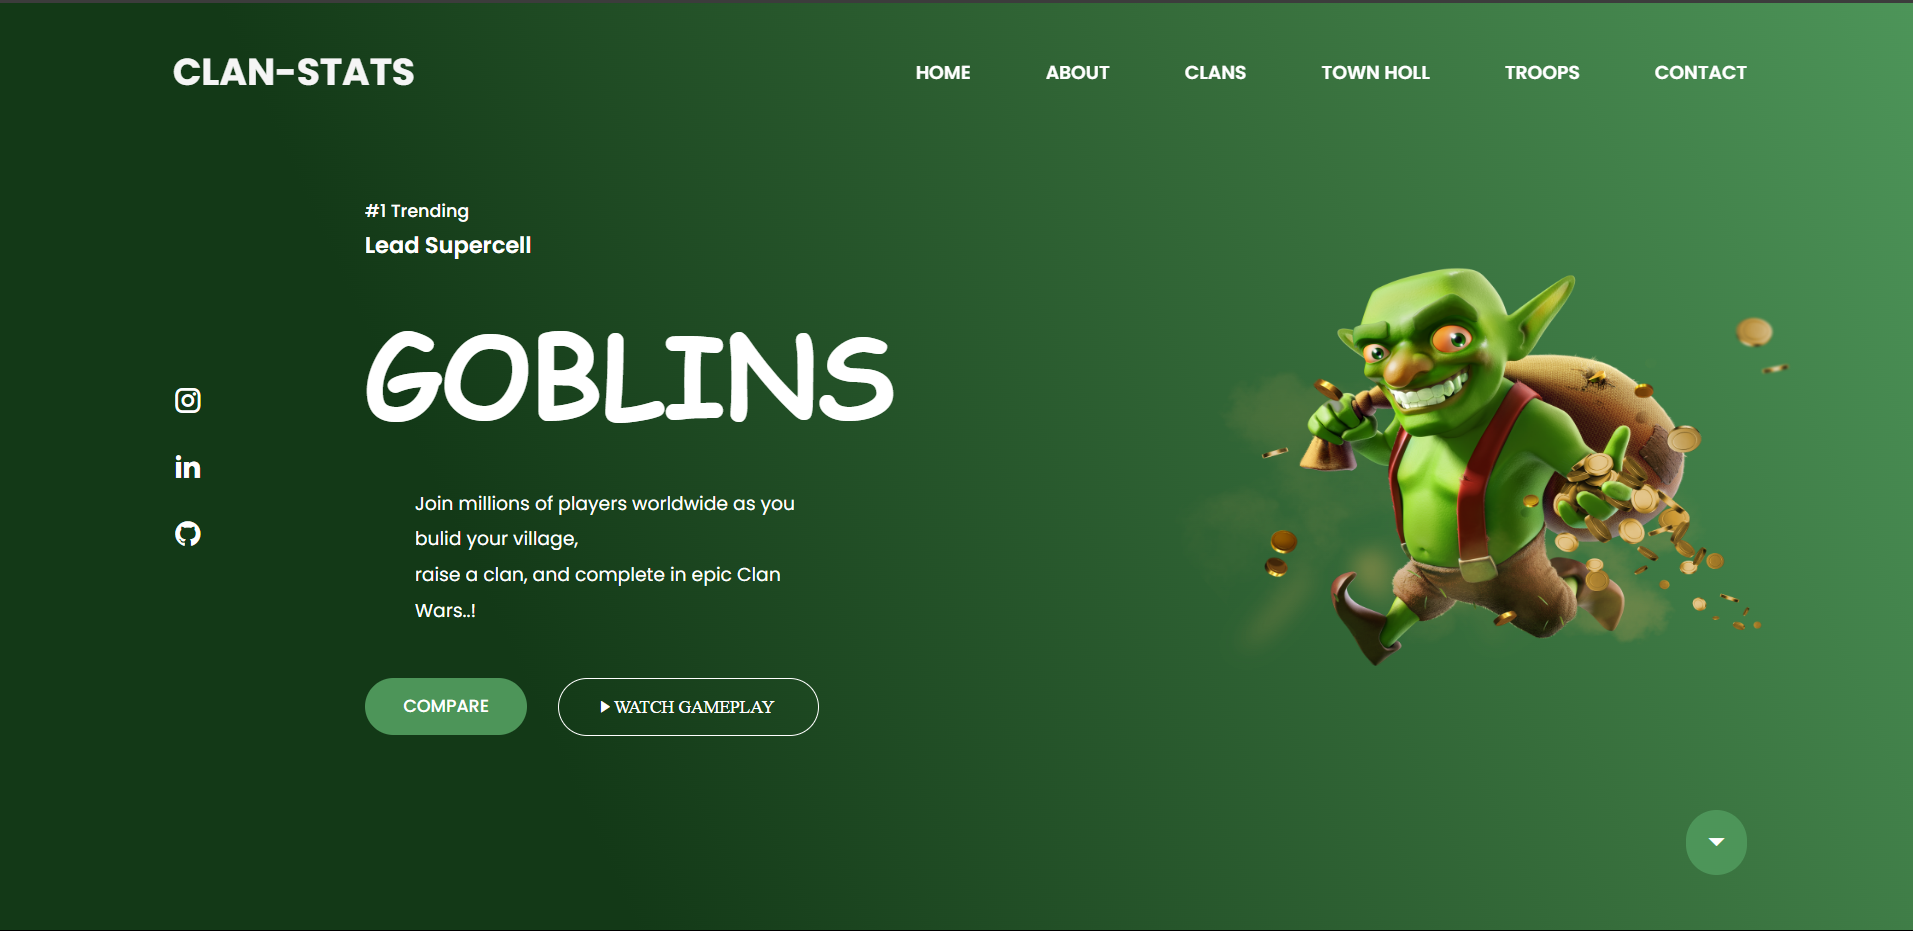 CLAN-STATS
HOME ABOUT CLANS TOWN HOLL TROOPS CONTACT
#1 Trending
Lead Supercell
GOBLINS
Join millions of players worldwide as you
bulid your village,
raise a clan, and complete in epic Clan
Wars..!
COMPARE
WATCH GAMEPLAY